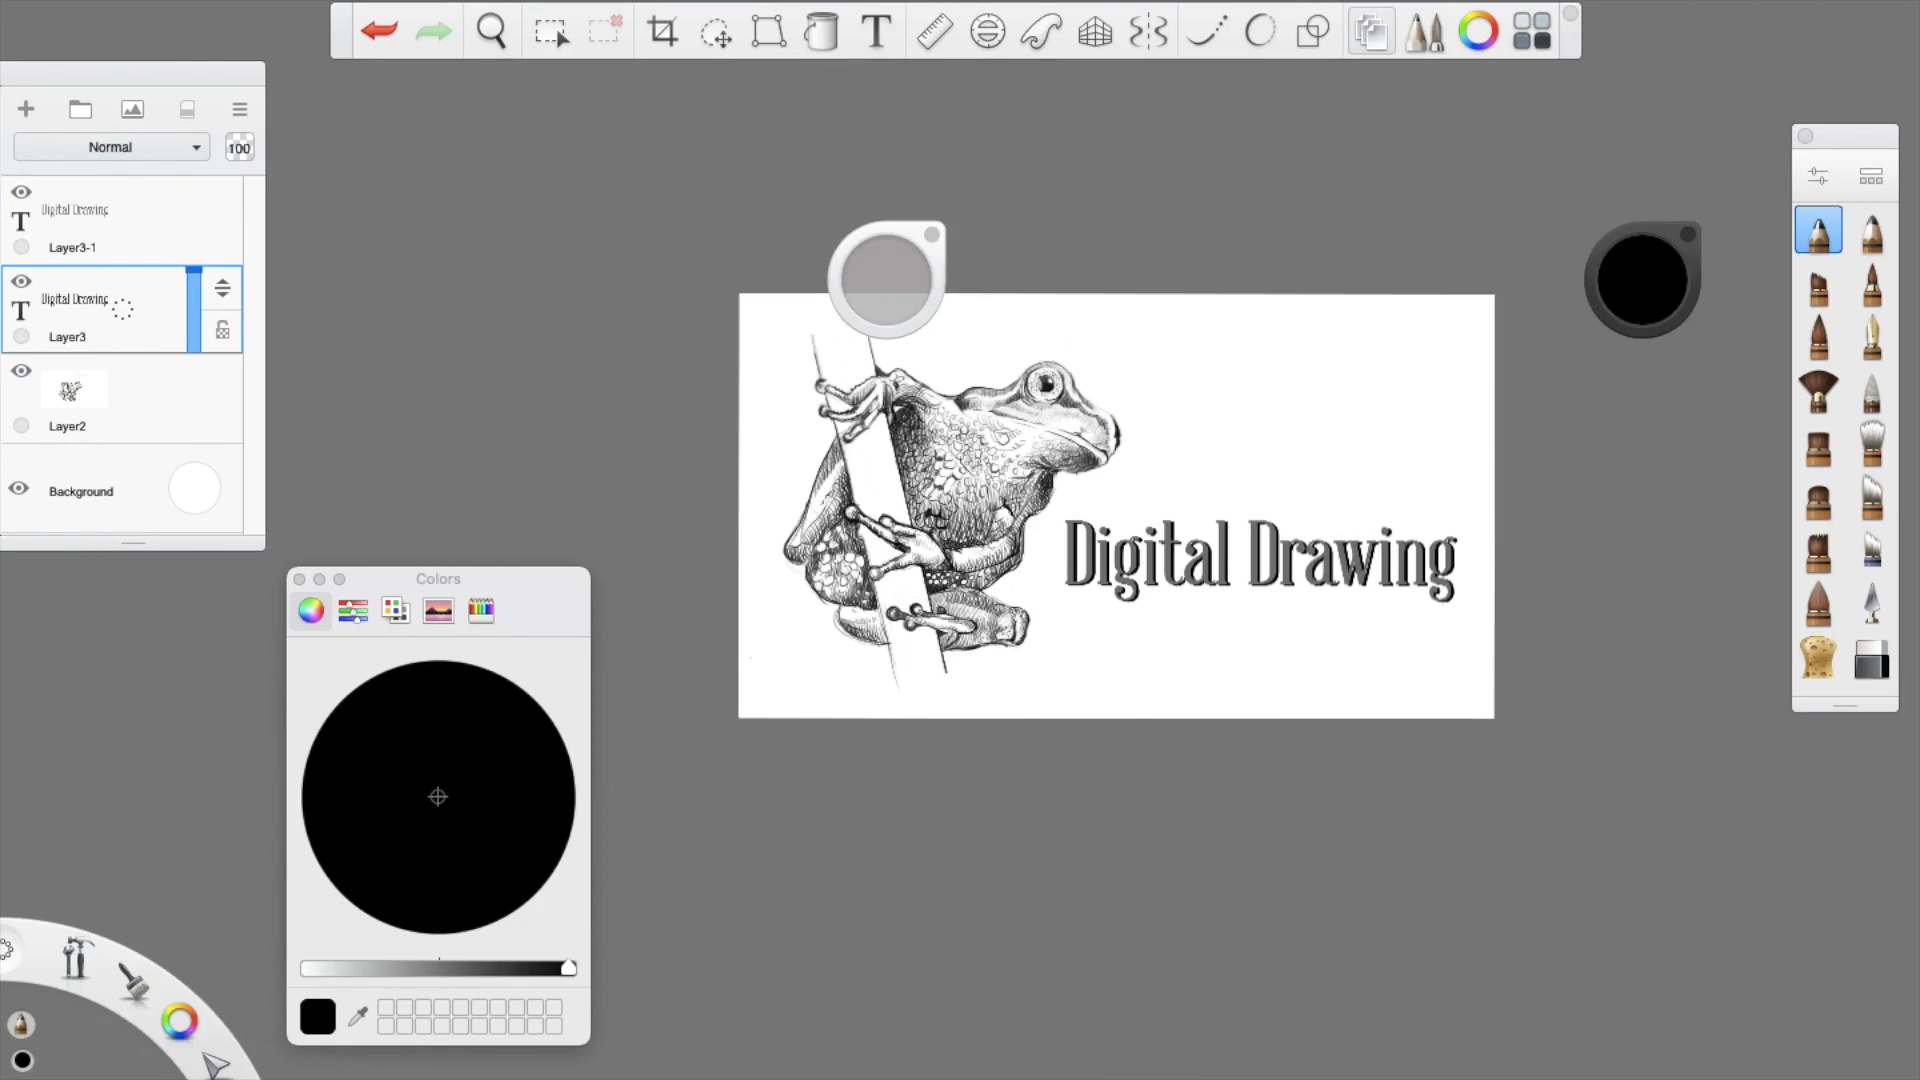 Normal
100
Digital Drawing
T
Layer3-1
Digital Drawing
T
Layer3
Layer2
Background
T
Digital Drawing
Colors